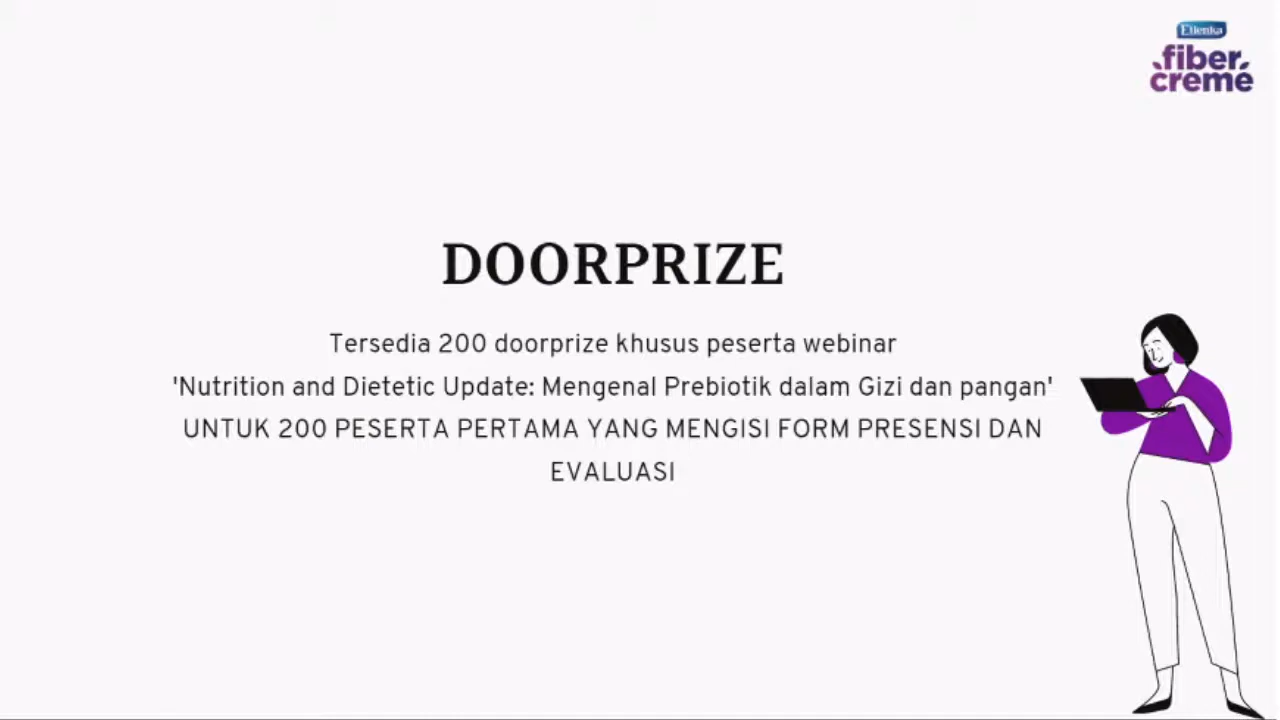 Ellenka
fiber
creme
DOORPRIZE
Tersedia 200 doorprize khusus peserta webinar
'Nutrition and Dietetic Update: Mengenal Prebiotik dalam Gizi dan pangan'
UNTUK 200 PESERTA PERTAMA YANG MENGISI FORM PRESENSI DAN
EVALUASI